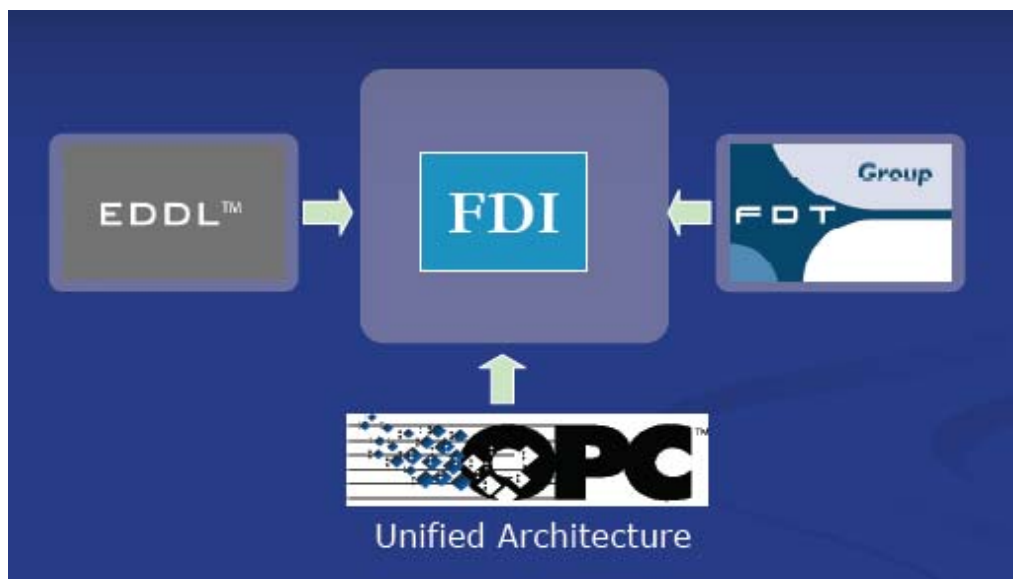 EDDL™
FDI
Group
FDT
OPC™
Unified Architecture